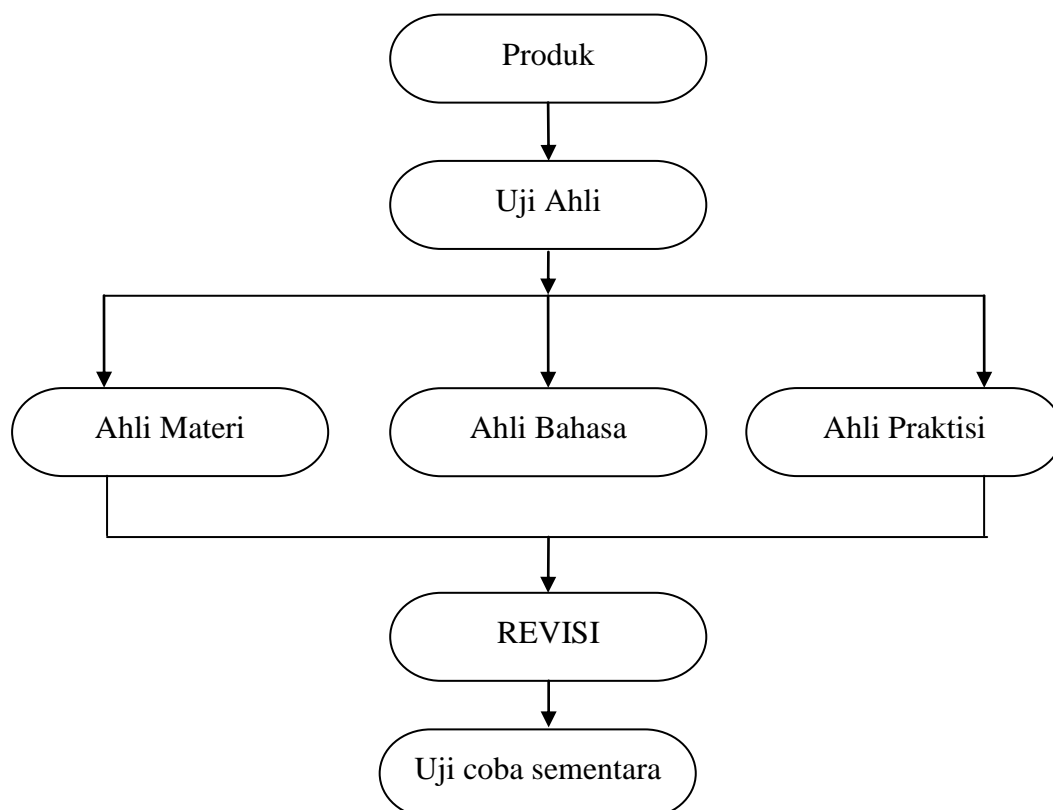 Produk
Uji Ahli
Ahli Materi
Ahli Bahasa
Ahli Praktisi
REVISI
Uji coba sementara